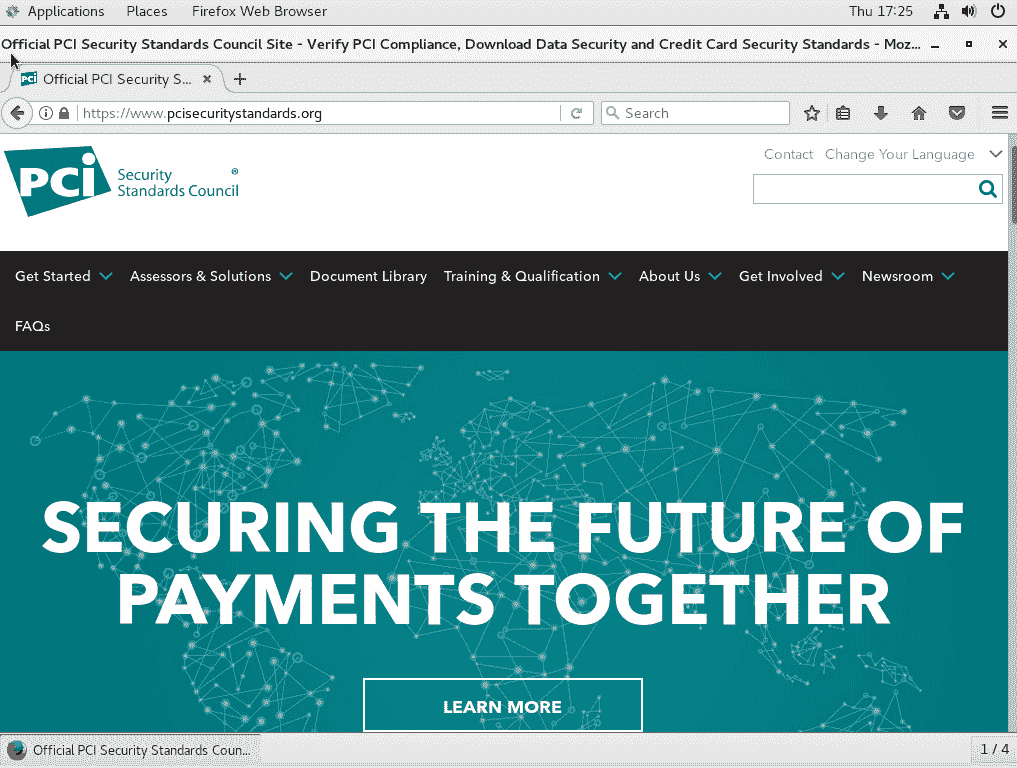 Applications Places Firefox Web Browser Thu 17:25
Official PCI Security Standards Council Site - Verify PCI Compliance, Download Data Security and Credit Card Security Standards - Moz...
PCI Official PCI Security S...
https://www.pcisecuritystandards.org Search
Contact Change Your Language
PCi Security
Standards Council ®
Get Started Assessors & Solutions Document Library Training & Qualification About Us Get Involved Newsroom
FAQs
SECURING THE FUTURE OF
PAYMENTS TOGETHER
LEARN MORE
Official PCI Security Standards Coun... 1 / 4